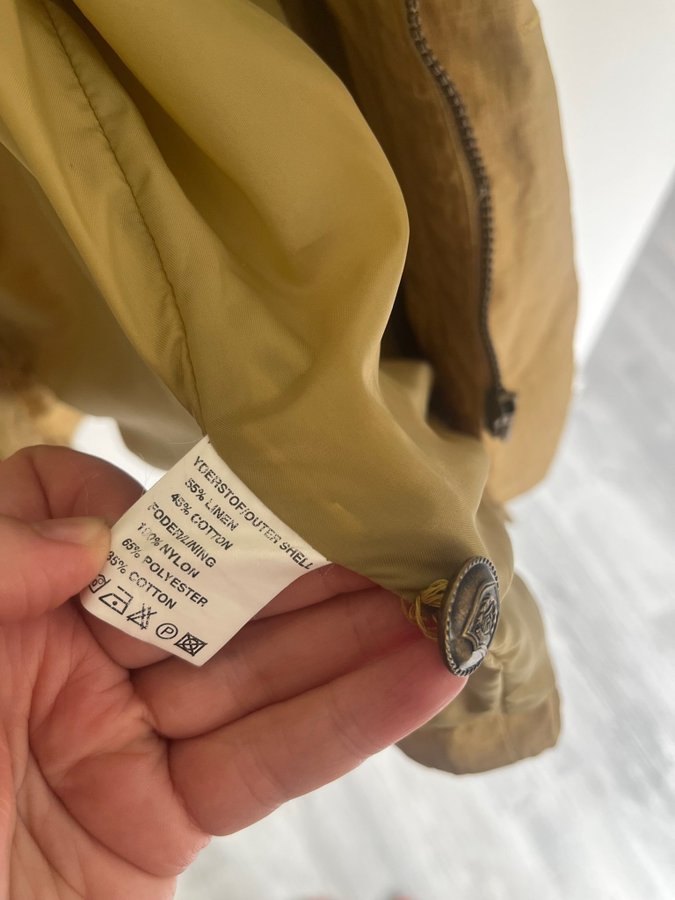 YDERSTOF/OUTER SHELL
55% LINEN
45% COTTON
FODER/LINING
100% NYLON
65% POLYESTER
35% COTTON
P